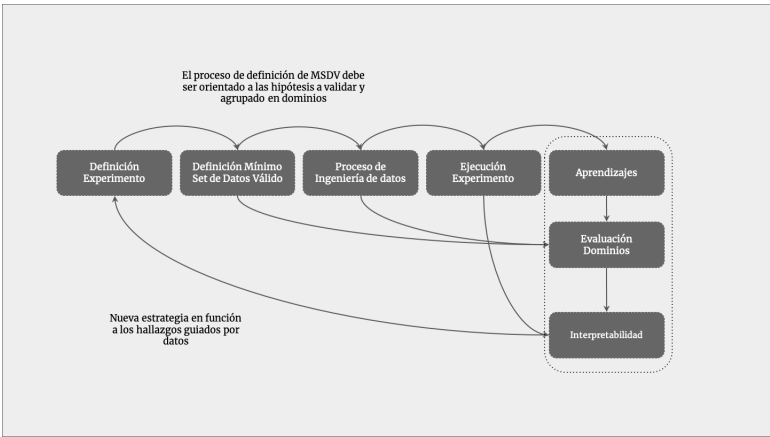 El proceso de definición de MSDV debe
ser orientado a las hipótesis a validar y
agrupado en dominios
Definición
Experimento
Definición Mínimo
Set de Datos Válido
Proceso de
Ingeniería de datos
Ejecución
Experimento
Aprendizajes
Evaluación
Dominios
Nueva estrategia en función
a los hallazgos guiados por
datos
Interpretabilidad